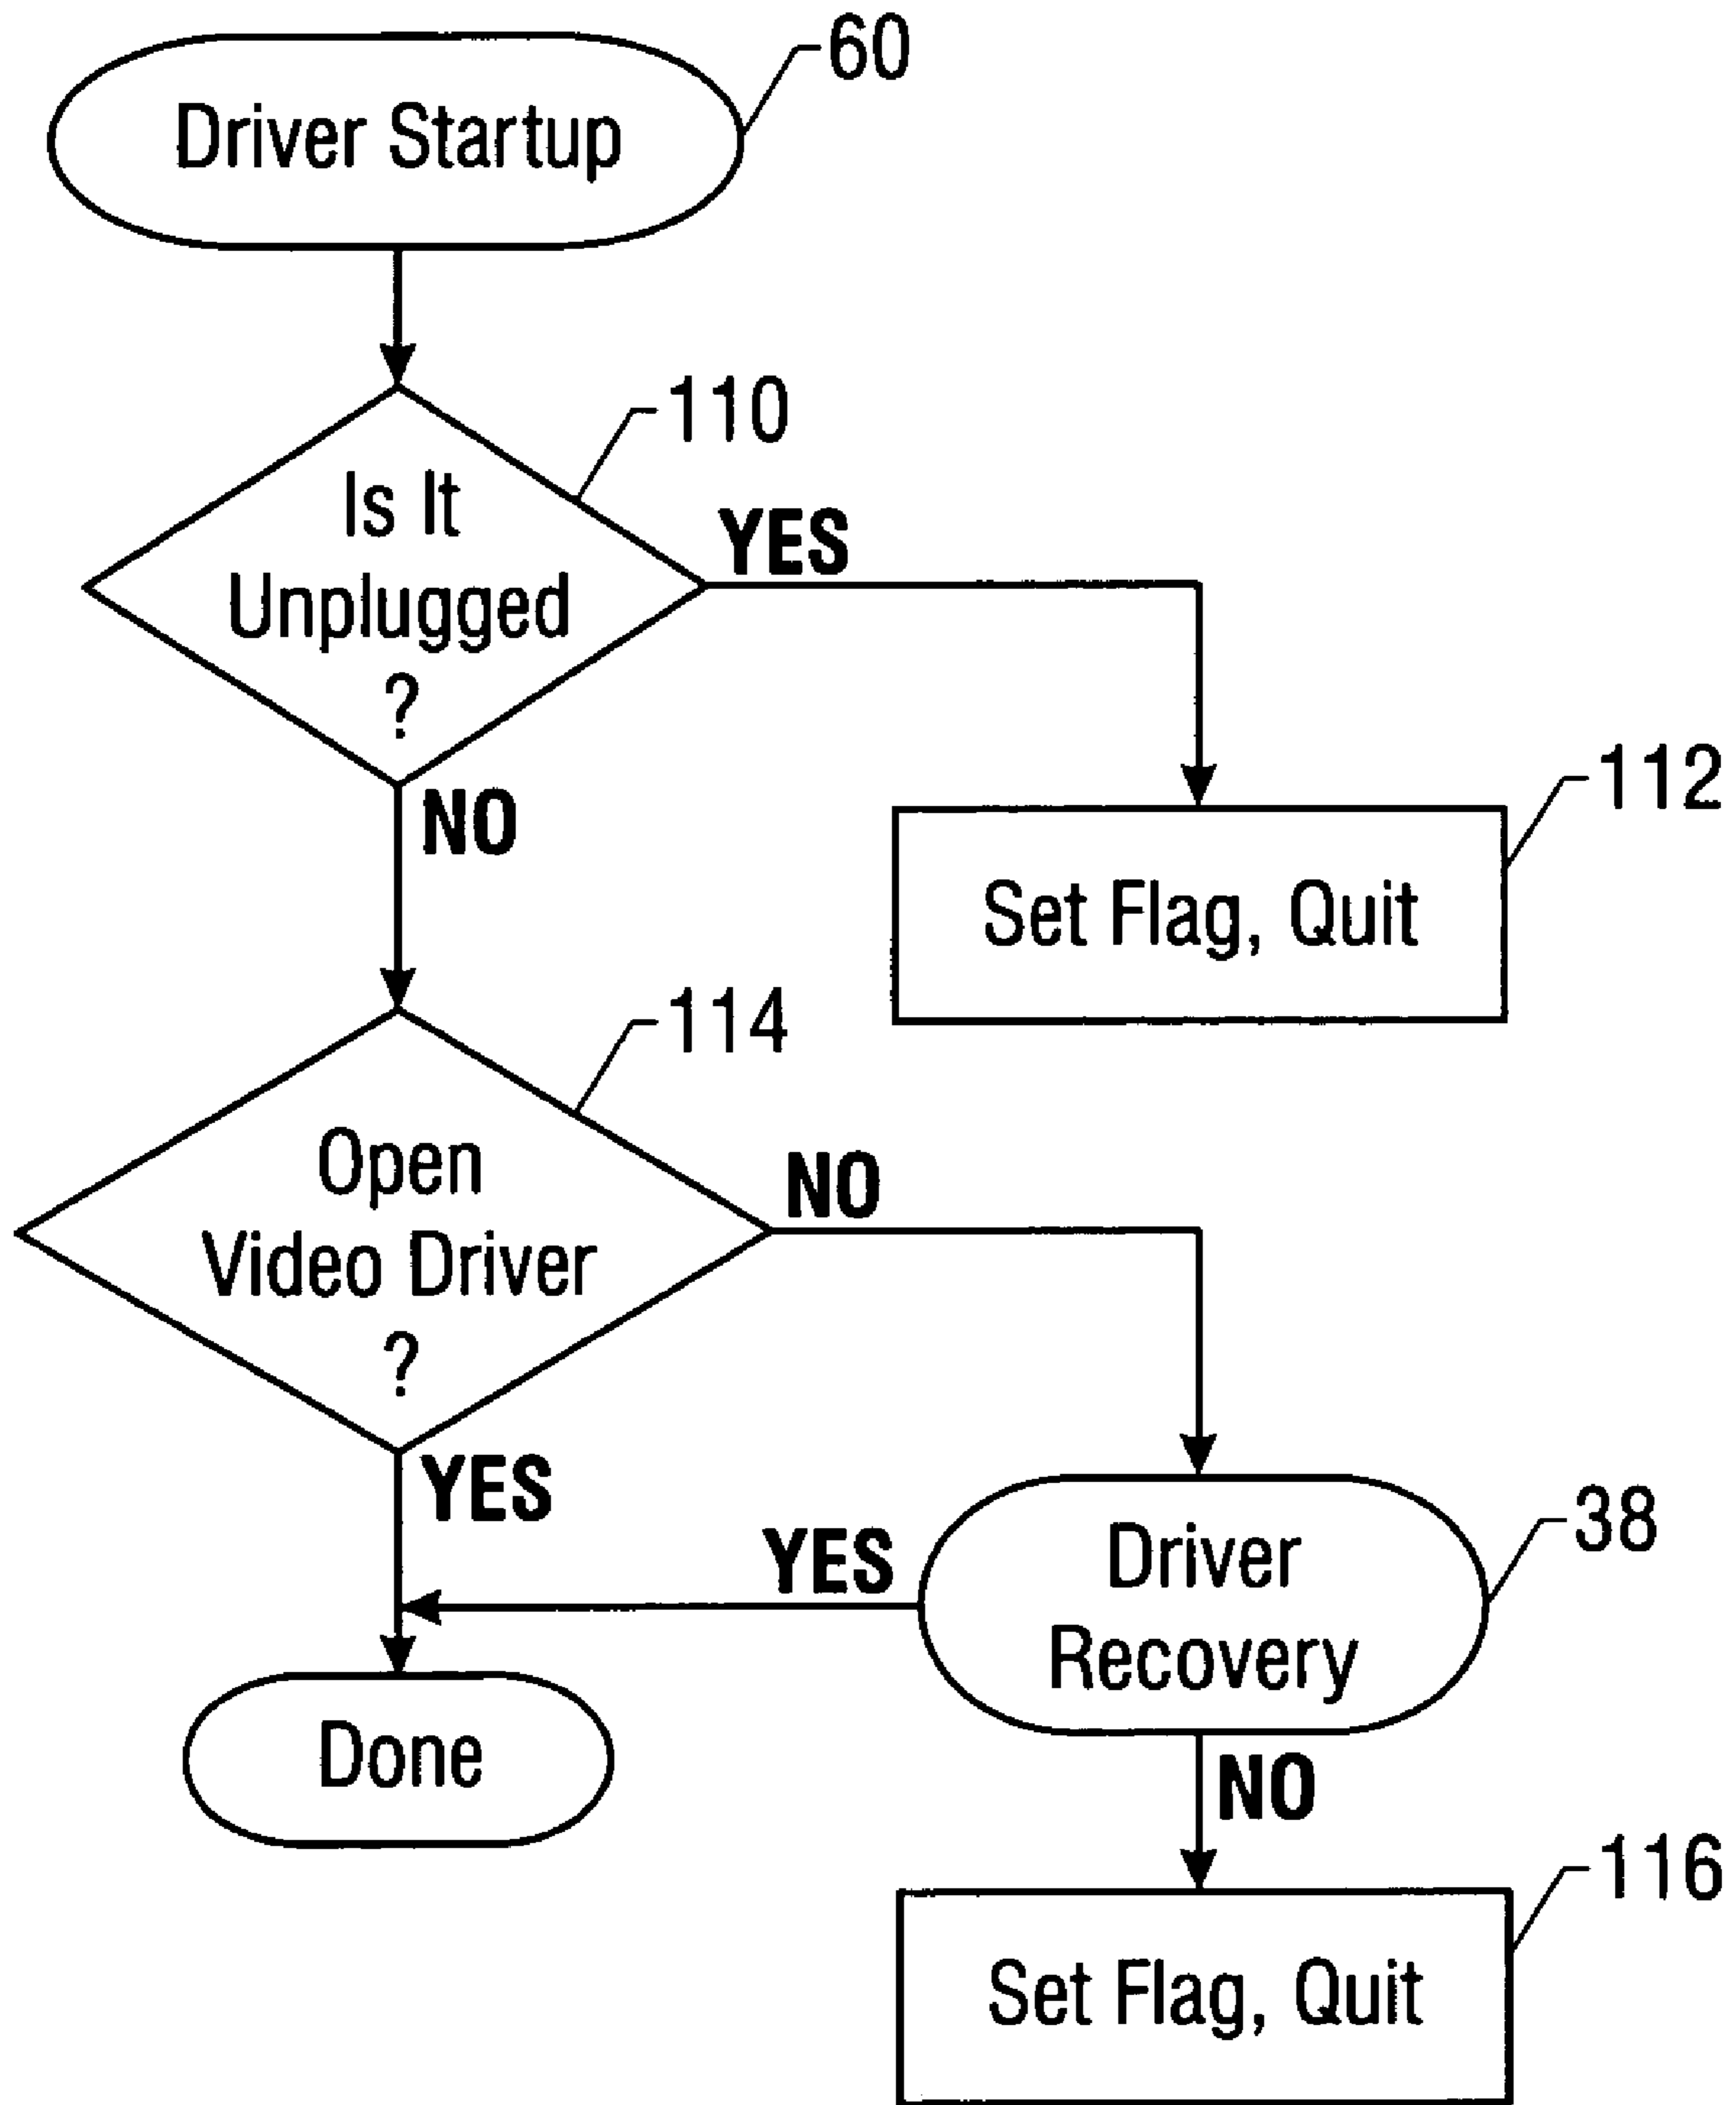 60
Driver Startup
110
Is It
Unplugged
?
YES
NO
112
Set Flag, Quit
114
Open
Video Driver
?
NO
YES
38
Driver
Recovery
YES
Done
NO
116
Set Flag, Quit